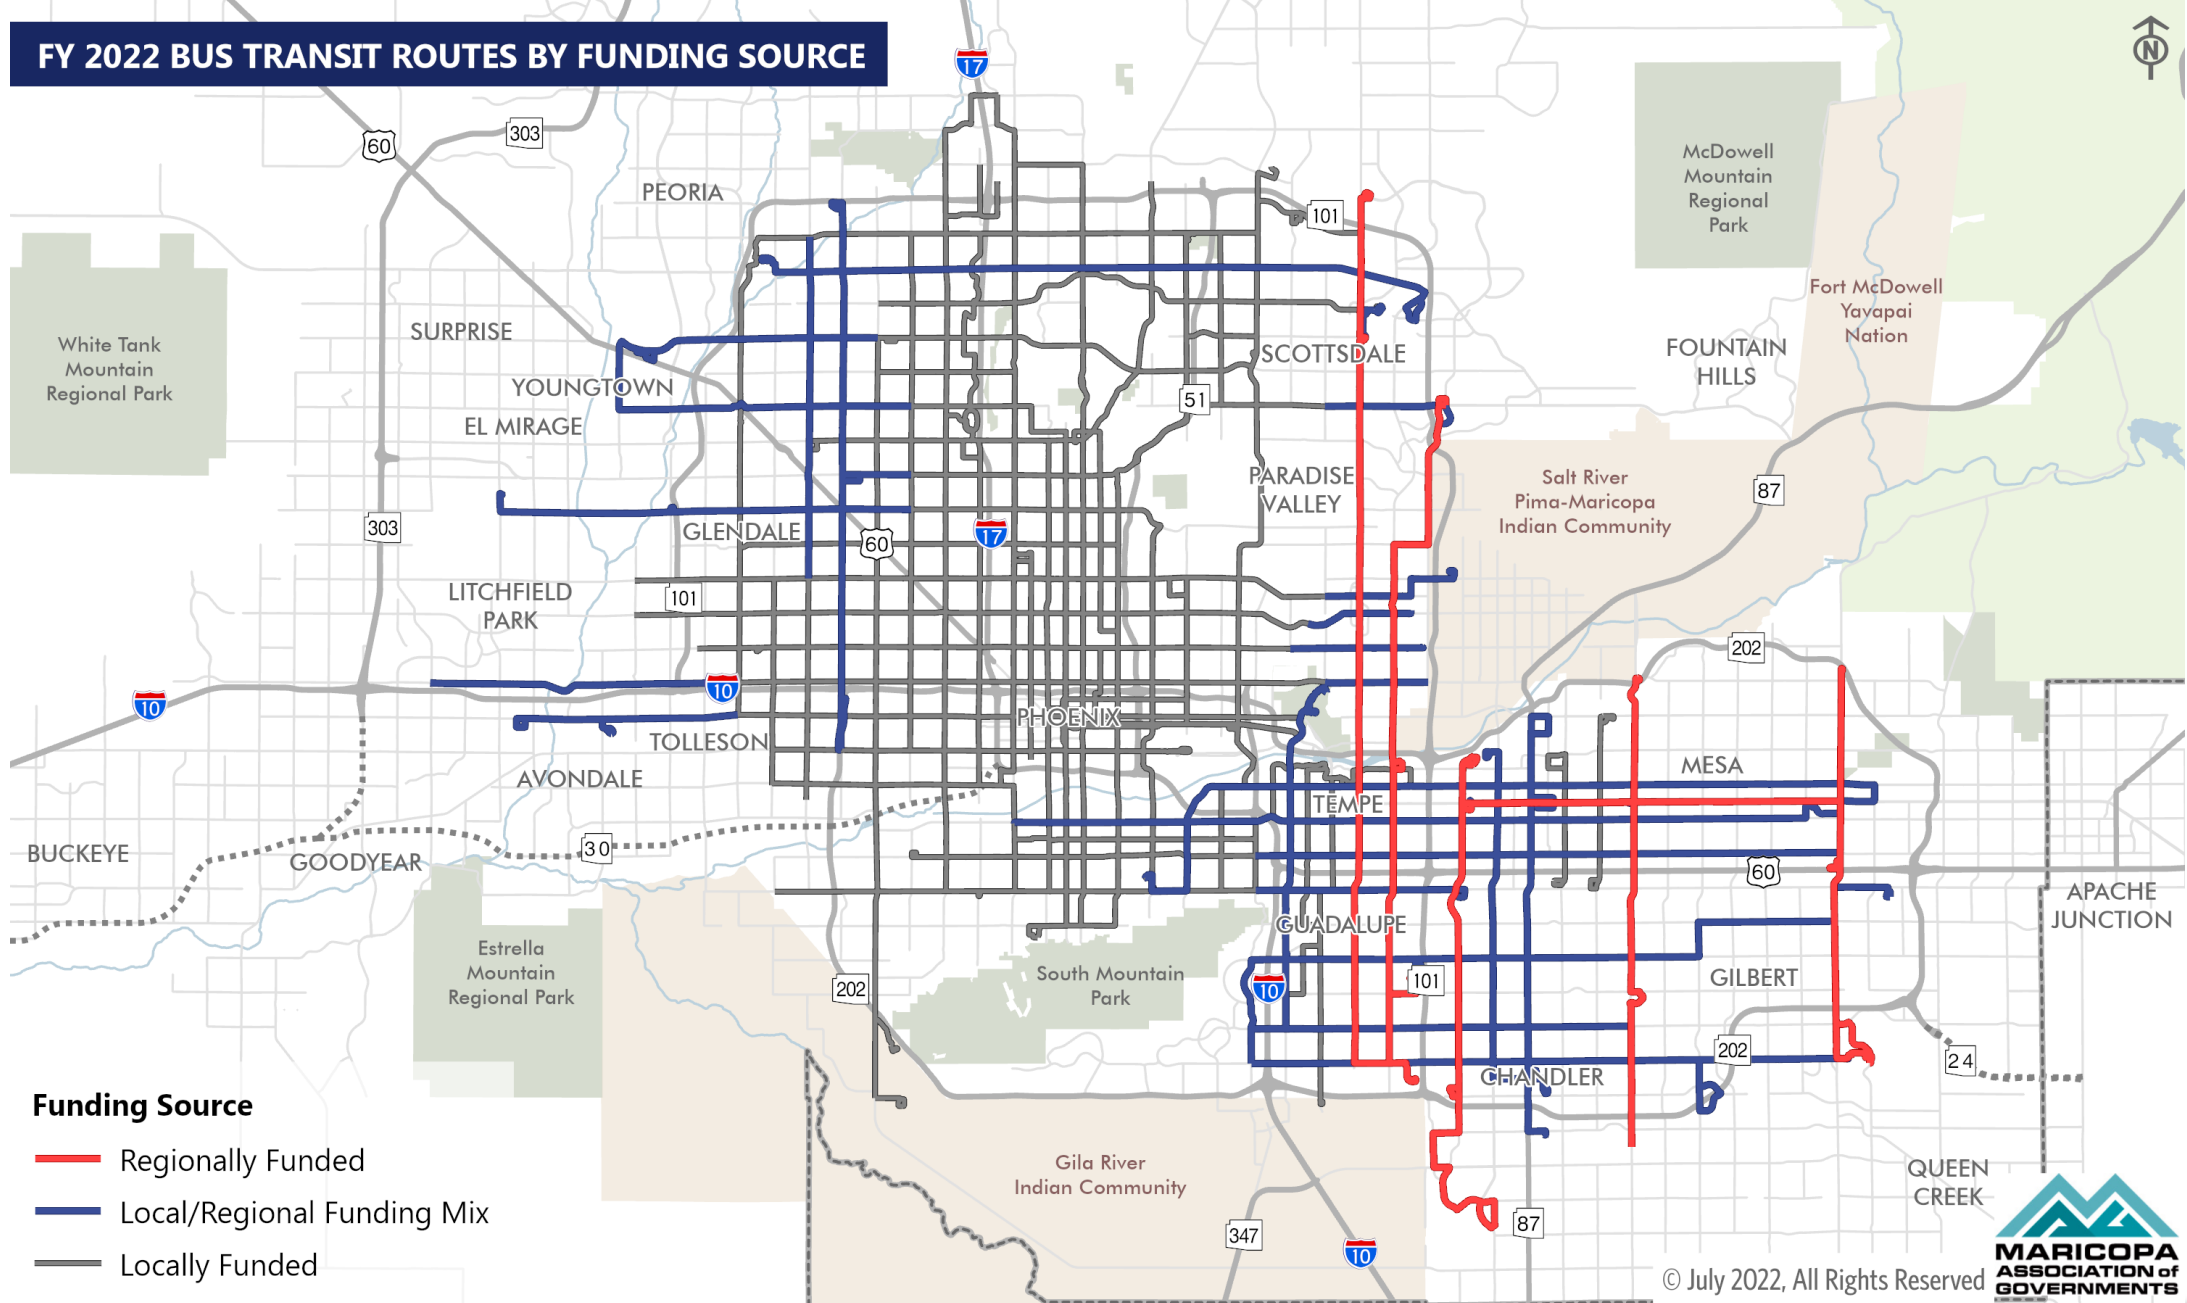 FY 2022 BUS TRANSIT ROUTES BY FUNDING SOURCE
17
N
60
303
PEORIA
101
McDowell
Mountain
Regional
Park
Fort McDowell
Yavapai
Nation
White Tank
Mountain
Regional Park
SURPRISE
YOUNGTOWN
EL MIRAGE
SCOTTSDALE
51
FOUNTAIN
HILLS
PARADISE
VALLEY
Salt River
Pima-Maricopa
Indian Community
87
303
GLENDALE
60
17
LITCHFIELD
PARK
101
202
10
10
PHOENIX
TOLLESON
AVONDALE
MESA
TEMPE
BUCKEYE
GOODYEAR
30
60
APACHE
JUNCTION
GUADALUPE
Estrella
Mountain
Regional Park
202
South Mountain
Park
10
101
GILBERT
202
24
CHANDLER
Funding Source
Regionally Funded
Local/Regional Funding Mix
Locally Funded
Gila River
Indian Community
347
10
87
QUEEN
CREEK
© July 2022, All Rights Reserved
MARICOPA
ASSOCIATION of
GOVERNMENTS